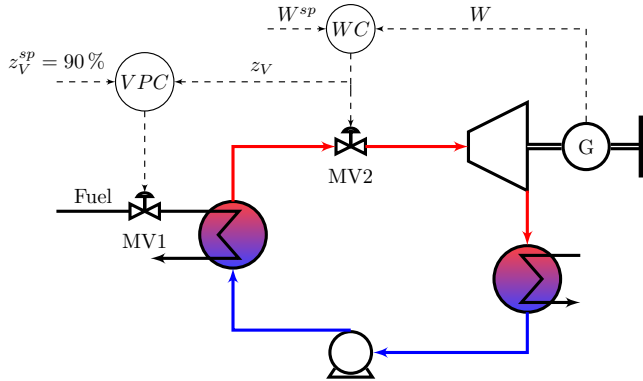 W^{sp}
WC
W
z_V^{sp} = 90 %
VPC
z_V
G
MV2
Fuel
MV1